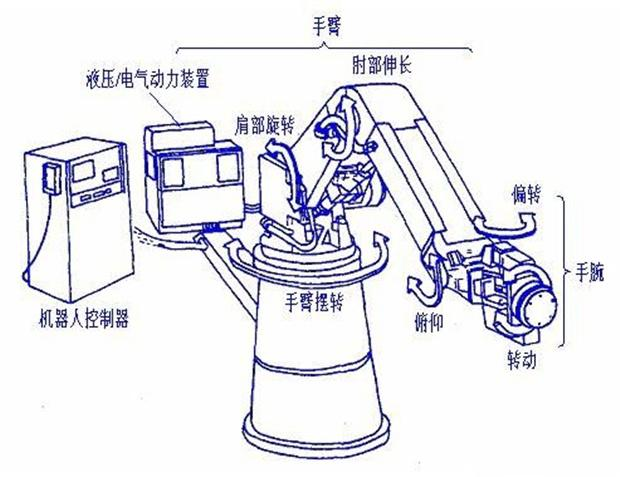 手臂
肘部伸长
液压/电气动力装置
肩部旋转
偏转
手腕
手臂摆转
机器人控制器
俯仰
转动